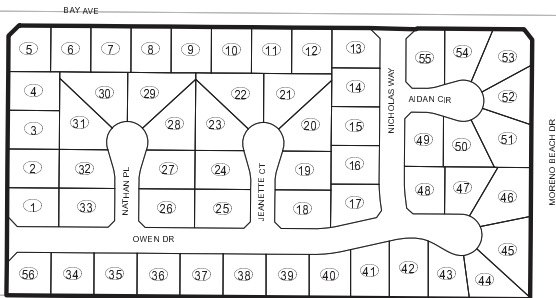 BAY AVE
5 6 7 8 9 10 11 12 13 55 54 53
4 30 29 22 21 14 NICHOLAS WAY AIDAN CIR 52
3 31 28 23 20 15 49 50 51
2 32 NATHAN PL 27 24 JEANETTE CT 19 16 48 47 46 MORENO BEACH DR
1 33 26 25 18 17
OWEN DR 45
56 34 35 36 37 38 39 40 41 42 43 44